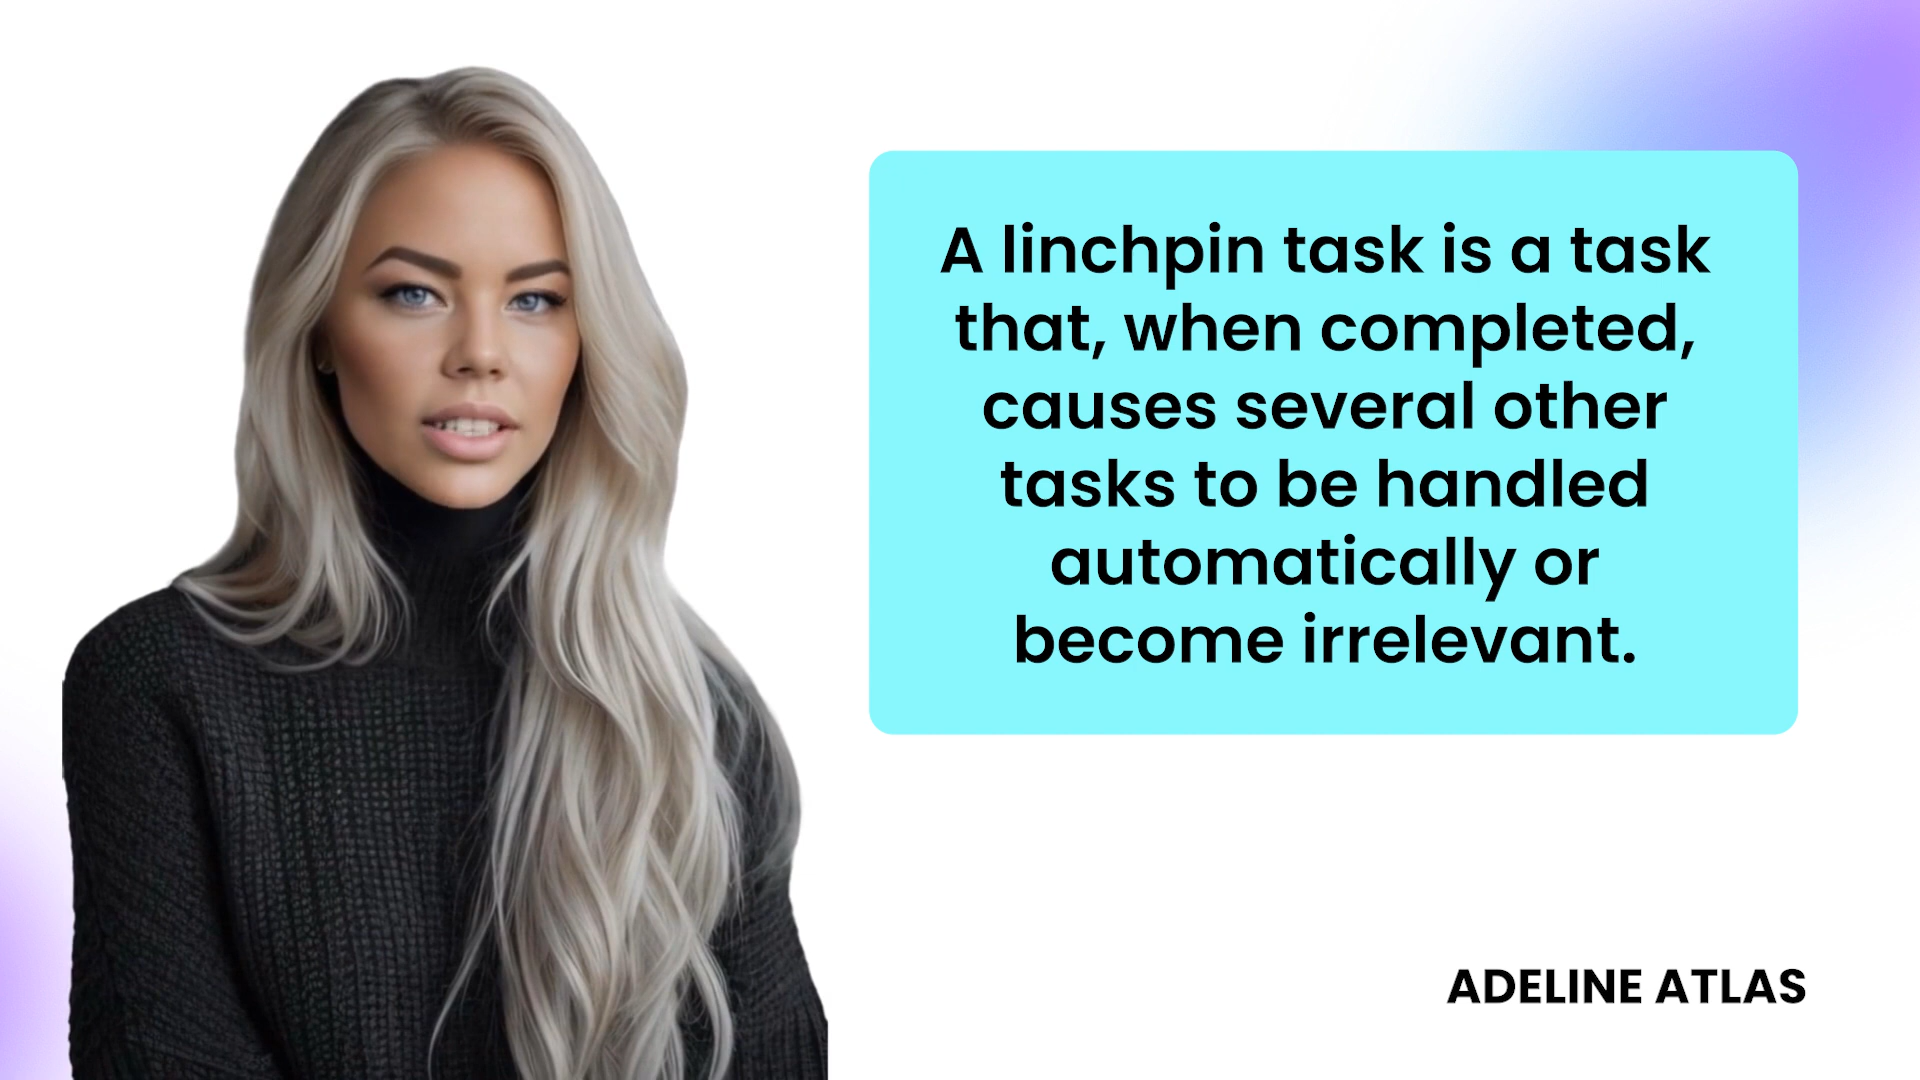 A linchpin task is a task
that, when completed,
causes several other
tasks to be handled
automatically or
become irrelevant.
ADELINE ATLAS